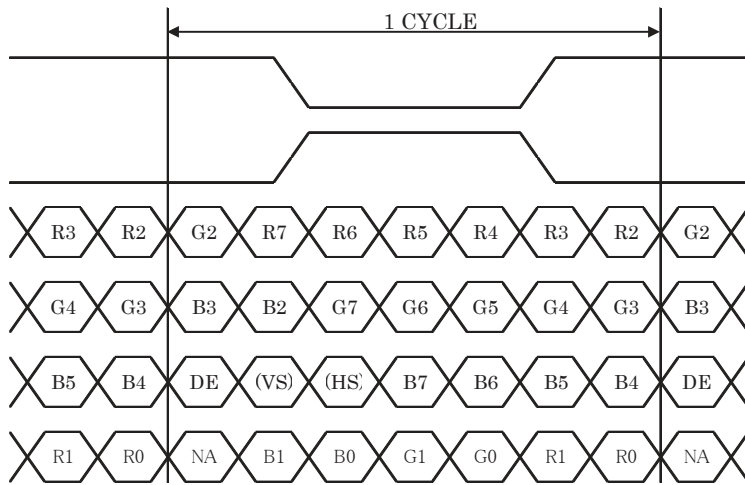 1 CYCLE
R3 R2 G2 R7 R6 R5 R4 R3 R2 G2
G4 G3 B3 B2 G7 G6 G5 G4 G3 B3
B5 B4 DE (VS) (HS) B7 B6 B5 B4 DE
R1 R0 NA B1 B0 G1 G0 R1 R0 NA